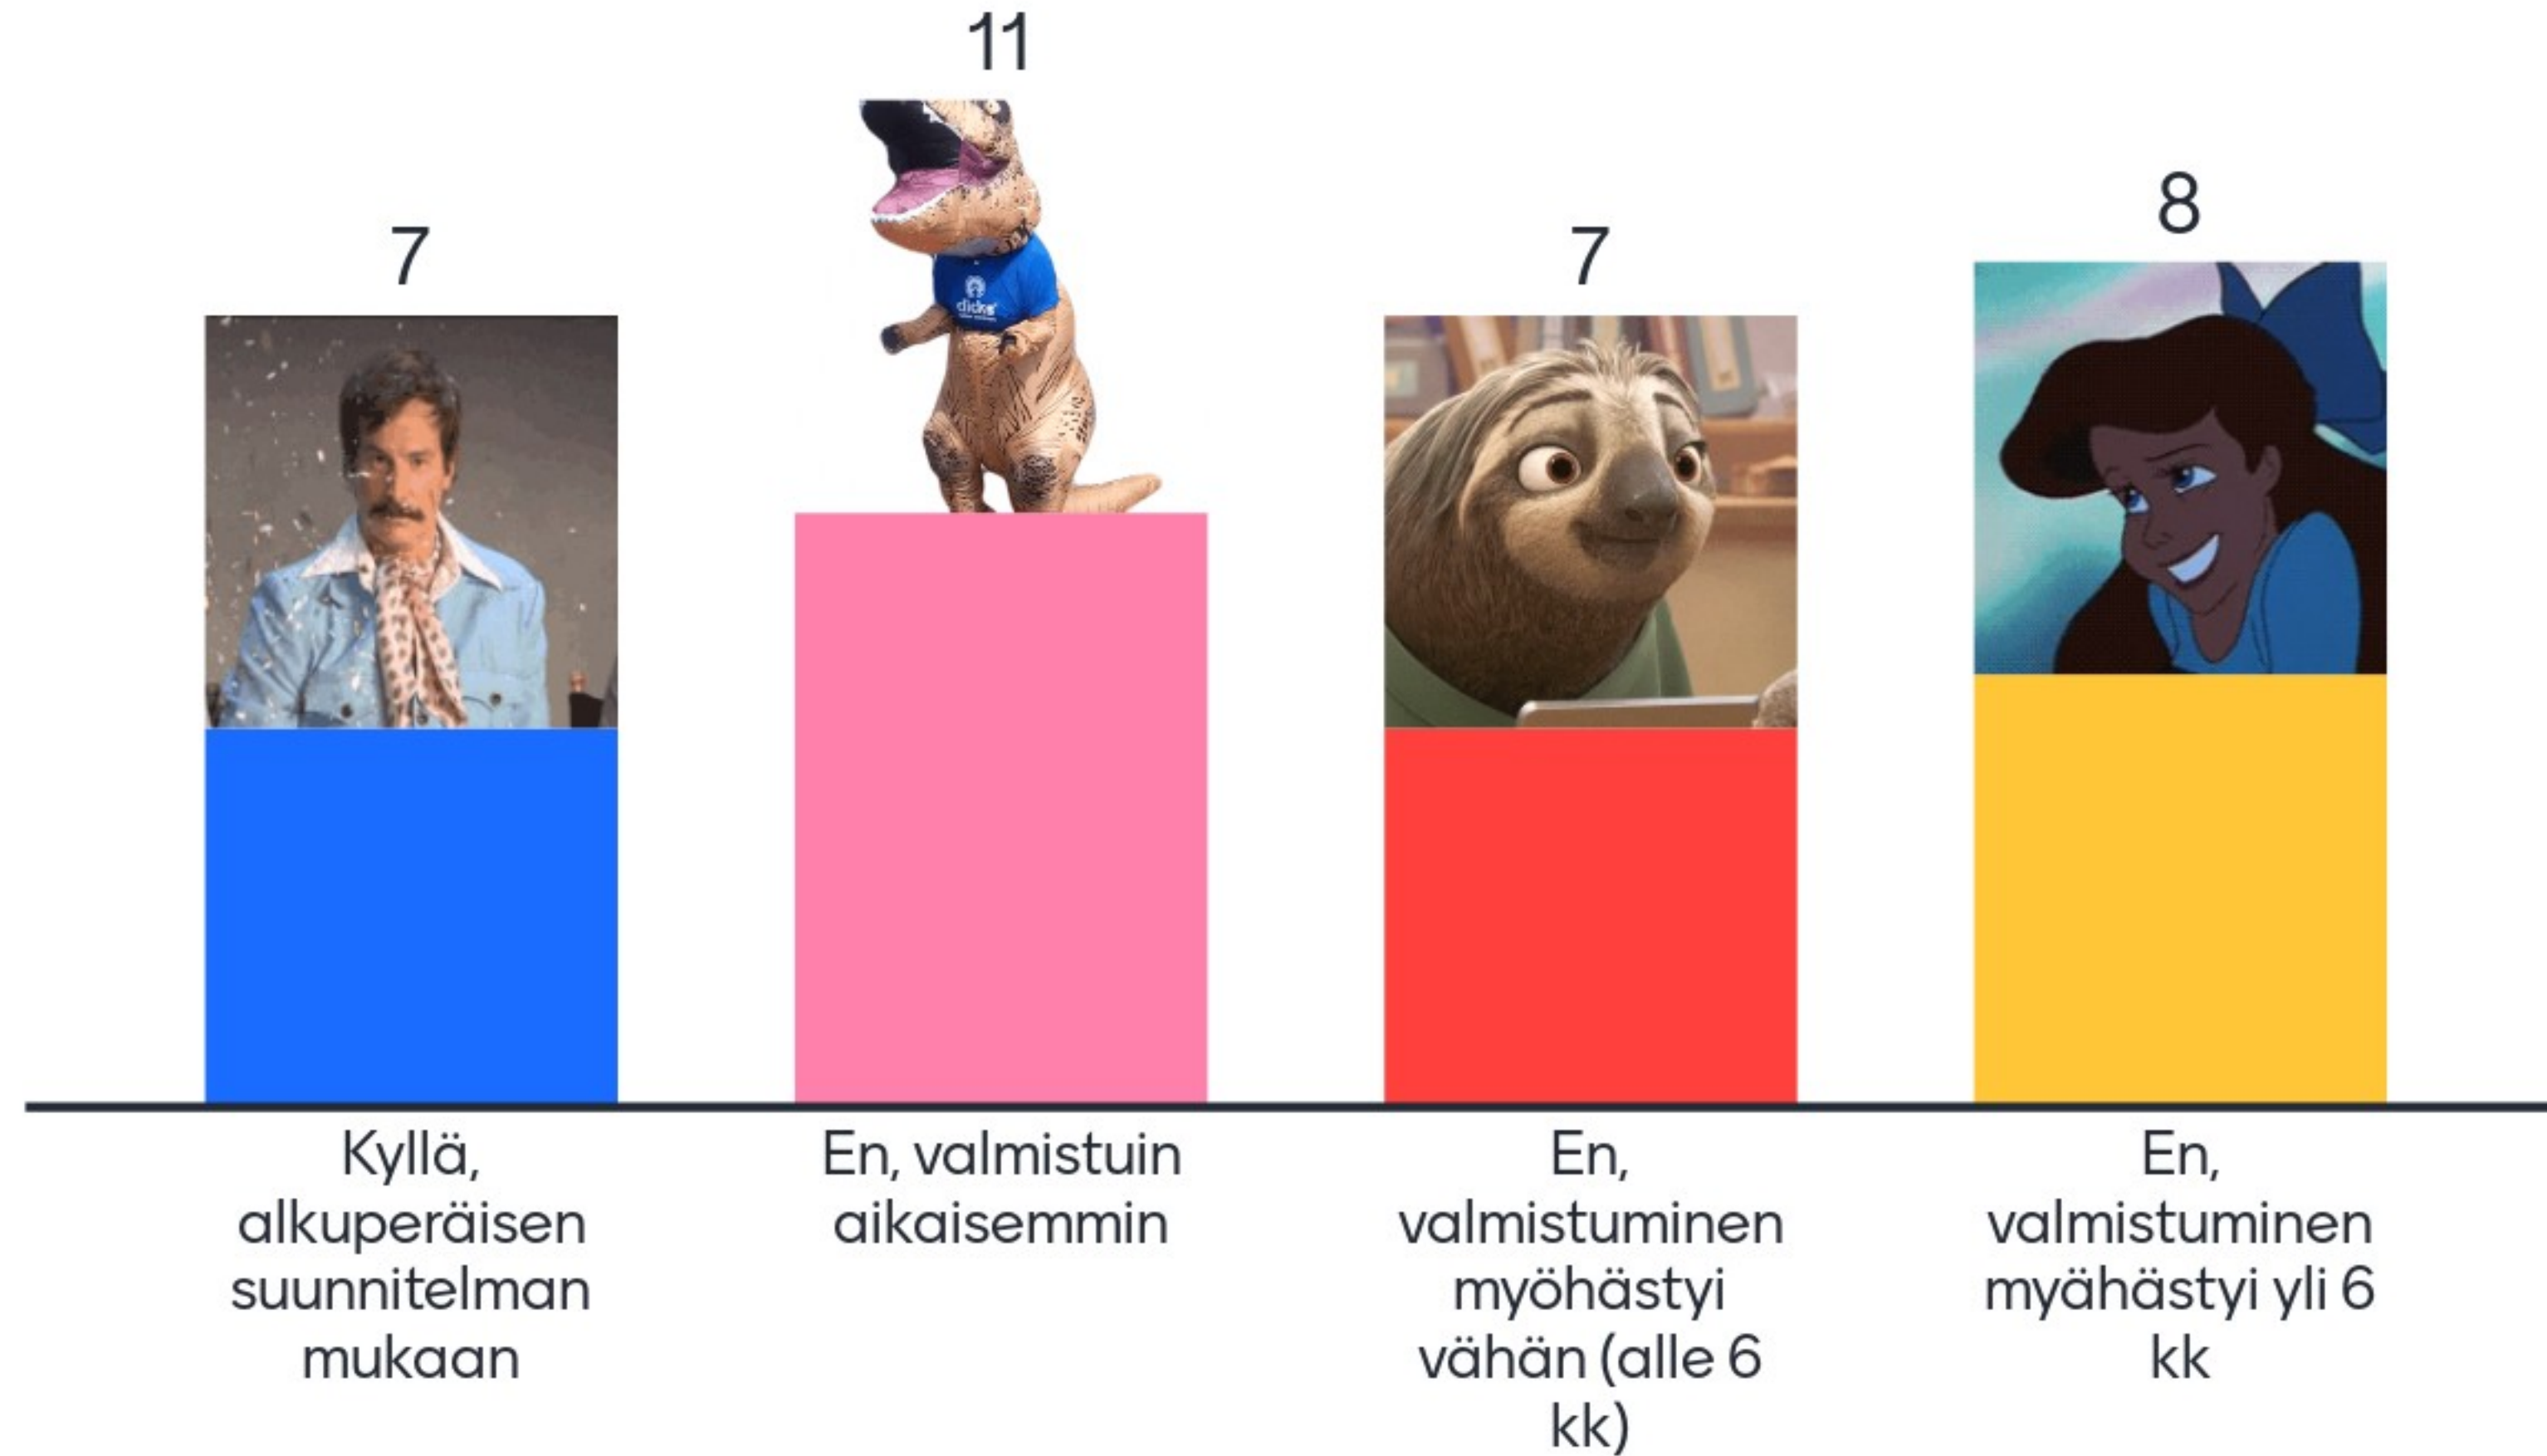 7
11
7
8
clicks
Kyllä,
alkuperäisen
suunnitelman
mukaan
En, valmistuin
aikaisemmin
En,
valmistuminen
myöhästyi
vähän (alle 6
kk)
En,
valmistuminen
myähästyi yli 6
kk